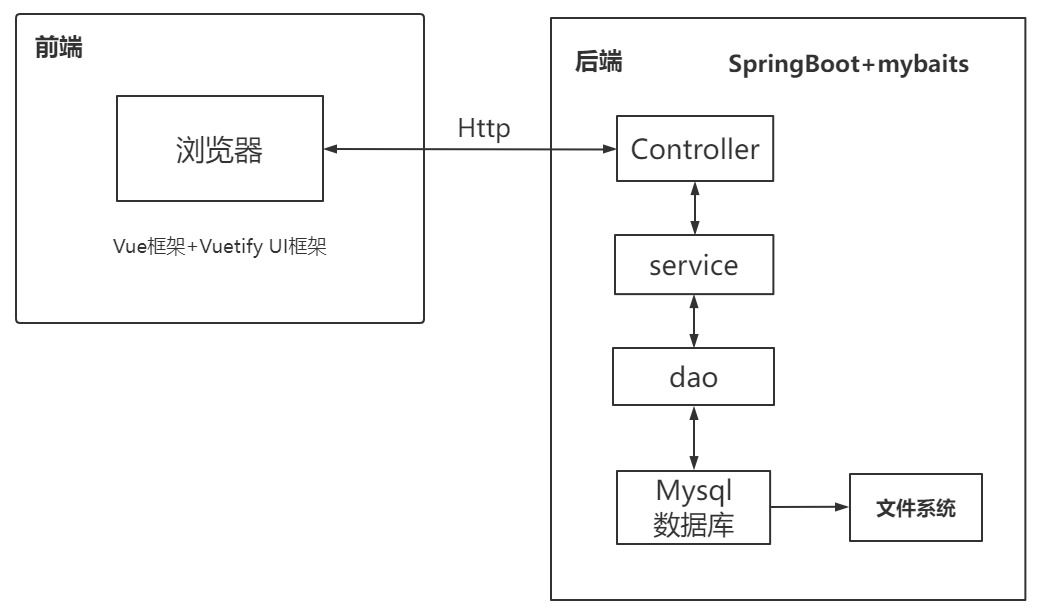 前端
浏览器
Vue框架+Vuetify UI框架
Http
后端
SpringBoot+mybaits
Controller
service
dao
Mysql
数据库
文件系统